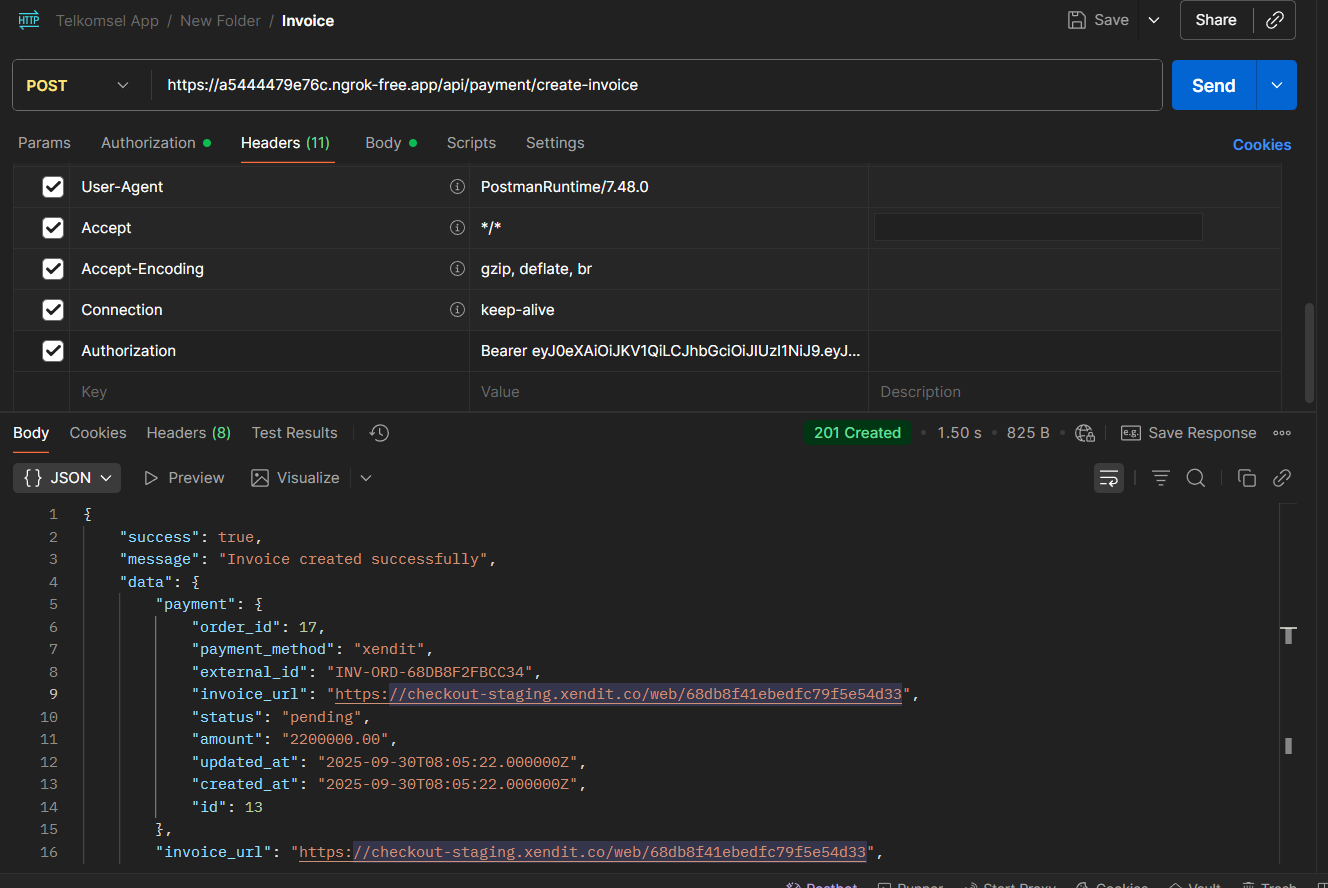 HTTP Telkomsel App / New Folder / Invoice Save Share
POST https://a5444479e76c.ngrok-free.app/api/payment/create-invoice Send
Params Authorization Headers (11) Body Scripts Settings Cookies
User-Agent PostmanRuntime/7.48.0
Accept */*
Accept-Encoding gzip, deflate, br
Connection keep-alive
Authorization Bearer eyJ0eXAiOiJKV1QiLCJhbGciOiJIUzI1NiJ9.eyJ...
Key Value Description
Body Cookies Headers (8) Test Results 201 Created • 1.50 s • 825 B • e.g. Save Response
{} JSON Preview Visualize
1 {
2 "success": true,
3 "message": "Invoice created successfully",
4 "data": {
5 "payment": {
6 "order_id": 17,
7 "payment_method": "xendit",
8 "external_id": "INV-ORD-68DB8F2FBCC34",
9 "invoice_url": "https://checkout-staging.xendit.co/web/68db8f41ebedfc79f5e54d33",
10 "status": "pending",
11 "amount": "2200000.00",
12 "updated_at": "2025-09-30T08:05:22.000000Z",
13 "created_at": "2025-09-30T08:05:22.000000Z",
14 "id": 13
15 },
16 "invoice_url": "https://checkout-staging.xendit.co/web/68db8f41ebedfc79f5e54d33",
Postbot Runner Start Proxy Cookies Vault Trash